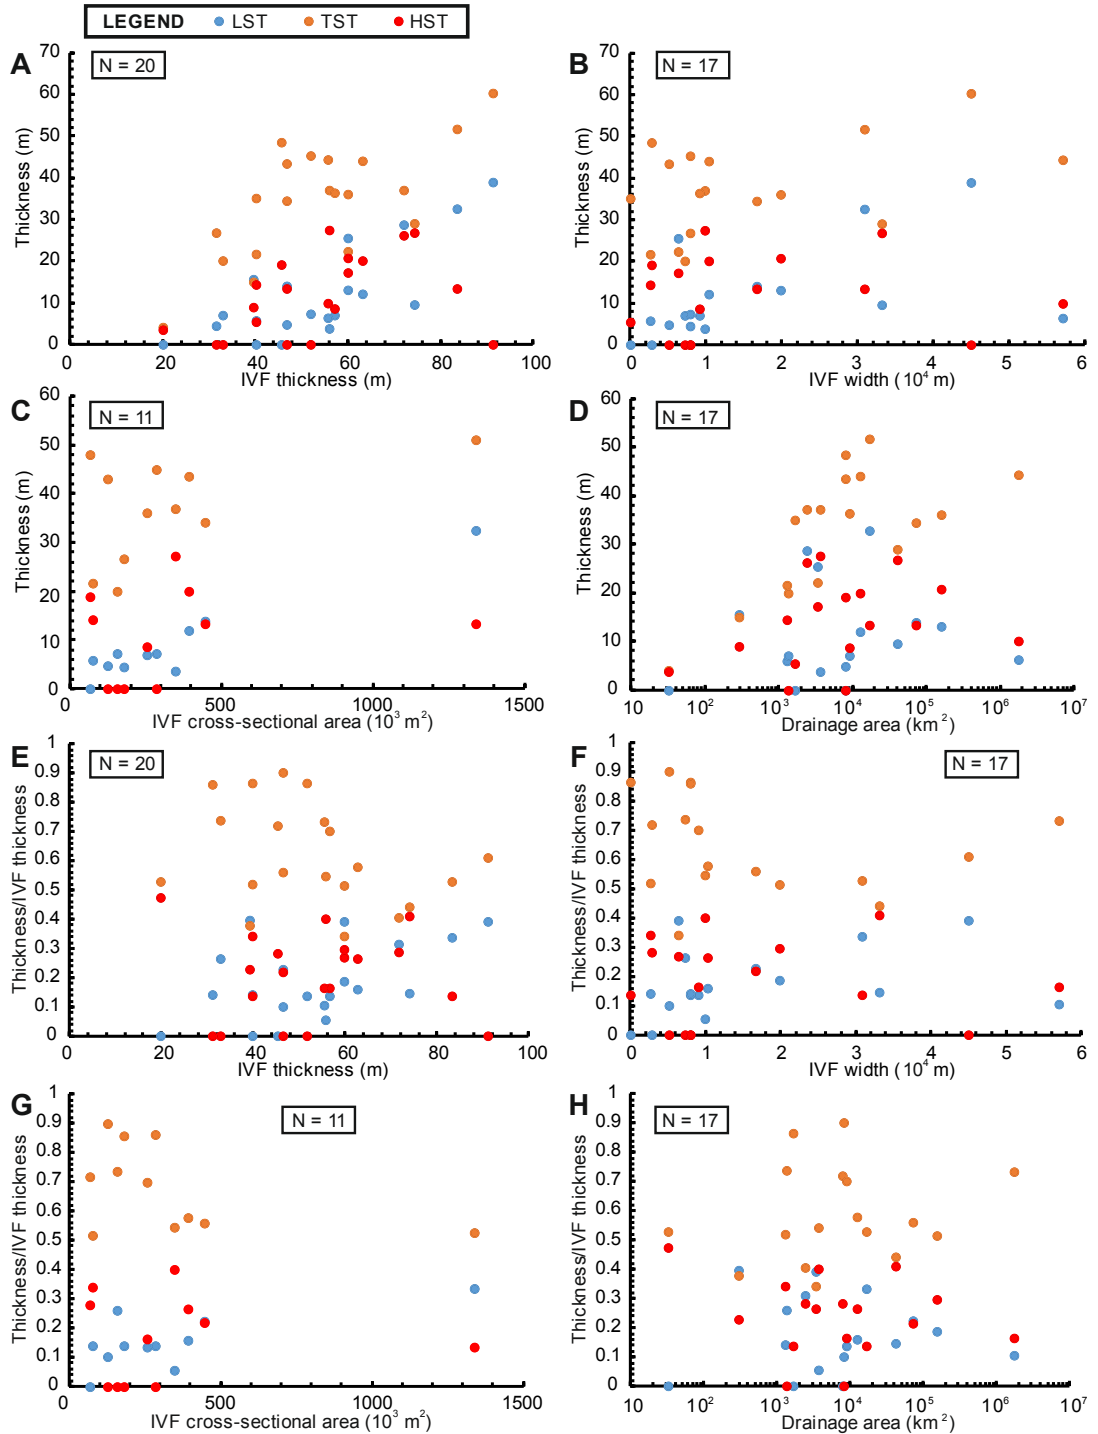 LEGEND LST TST HST
A
N = 20
Thickness (m)
70
60
50
40
30
20
10
0
0 20 40 60 80 100
IVF thickness (m)
B
N = 17
Thickness (m)
70
60
50
40
30
20
10
0
0 1 2 3 4 5 6
IVF width (10⁴ m)
C
N = 11
Thickness (m)
60
50
40
30
20
10
0
0 500 1000 1500
IVF cross-sectional area (10³ m²)
D
N = 17
Thickness (m)
60
50
40
30
20
10
0
10 10² 10³ 10⁴ 10⁵ 10⁶ 10⁷
Drainage area (km²)
E
N = 20
Thickness/IVF thickness
1
0.9
0.8
0.7
0.6
0.5
0.4
0.3
0.2
0.1
0
0 20 40 60 80 100
IVF thickness (m)
F
N = 17
Thickness/IVF thickness
1
0.9
0.8
0.7
0.6
0.5
0.4
0.3
0.2
0.1
0
0 1 2 3 4 5 6
IVF width (10⁴ m)
G
N = 11
Thickness/IVF thickness
1
0.9
0.8
0.7
0.6
0.5
0.4
0.3
0.2
0.1
0
0 500 1000 1500
IVF cross-sectional area (10³ m²)
H
N = 17
Thickness/IVF thickness
1
0.9
0.8
0.7
0.6
0.5
0.4
0.3
0.2
0.1
0
10 10² 10³ 10⁴ 10⁵ 10⁶ 10⁷
Drainage area (km²)